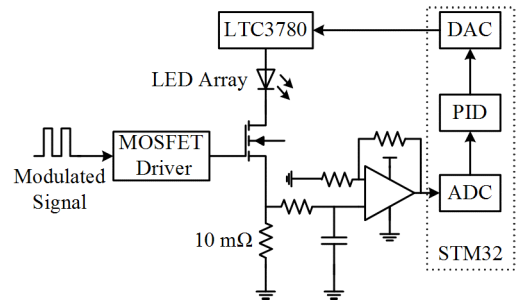 LTC3780
DAC
LED Array
PID
MOSFET
Driver
Modulated
Signal
ADC
10 mΩ
STM32